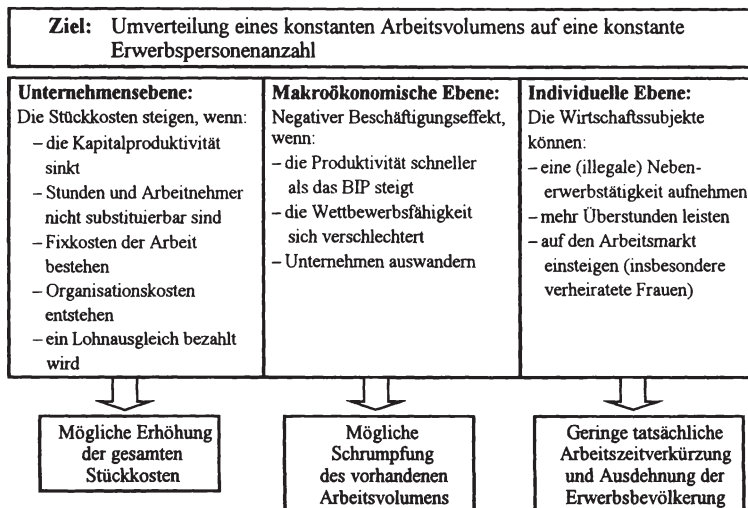 Ziel: Umverteilung eines konstanten Arbeitsvolumens auf eine konstante
Erwerbspersonenanzahl
Unternehmensebene:
Die Stückkosten steigen, wenn:
– die Kapitalproduktivität
sinkt
– Stunden und Arbeitnehmer
nicht substituierbar sind
– Fixkosten der Arbeit
bestehen
– Organisationskosten
entstehen
– ein Lohnausgleich bezahlt
wird
Makroökonomische Ebene:
Negativer Beschäftigungseffekt,
wenn:
– die Produktivität schneller
als das BIP steigt
– die Wettbewerbsfähigkeit
sich verschlechtert
– Unternehmen auswandern
Individuelle Ebene:
Die Wirtschaftssubjekte
können:
– eine (illegale) Neben-
erwerbstätigkeit aufnehmen
– mehr Überstunden leisten
– auf den Arbeitsmarkt
einsteigen (insbesondere
verheiratete Frauen)
Mögliche Erhöhung
der gesamten
Stückkosten
Mögliche
Schrumpfung
des vorhandenen
Arbeitsvolumens
Geringe tatsächliche
Arbeitszeitverkürzung
und Ausdehnung der
Erwerbsbevölkerung